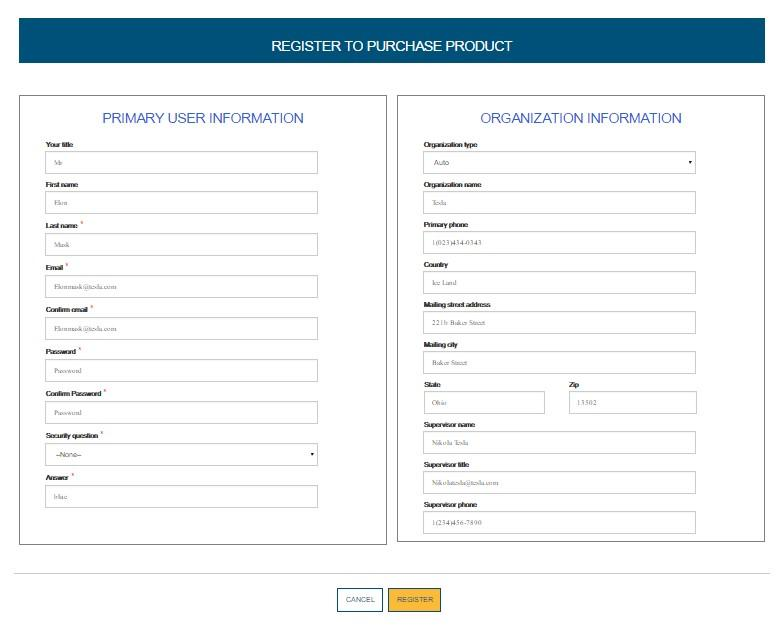 REGISTER TO PURCHASE PRODUCT
PRIMARY USER INFORMATION
Your title
Mr
First name
Elon
Last name *
Musk
Email *
Elonmusk@tesla.com
Confirm email *
Elonmusk@tesla.com
Password *
Password
Confirm Password *
Password
Security question *
--None--
Answer *
blue
ORGANIZATION INFORMATION
Organization type
Auto
Organization name
Tesla
Primary phone
1(023)434-0343
Country
Ice Land
Mailing street address
221b Baker Street
Mailing city
Baker Street
State Zip
Ohio 13502
Supervisor name
Nikola Tesla
Supervisor title
Nikolatesla@tesla.com
Supervisor phone
1(234)456-7890
CANCEL REGISTER